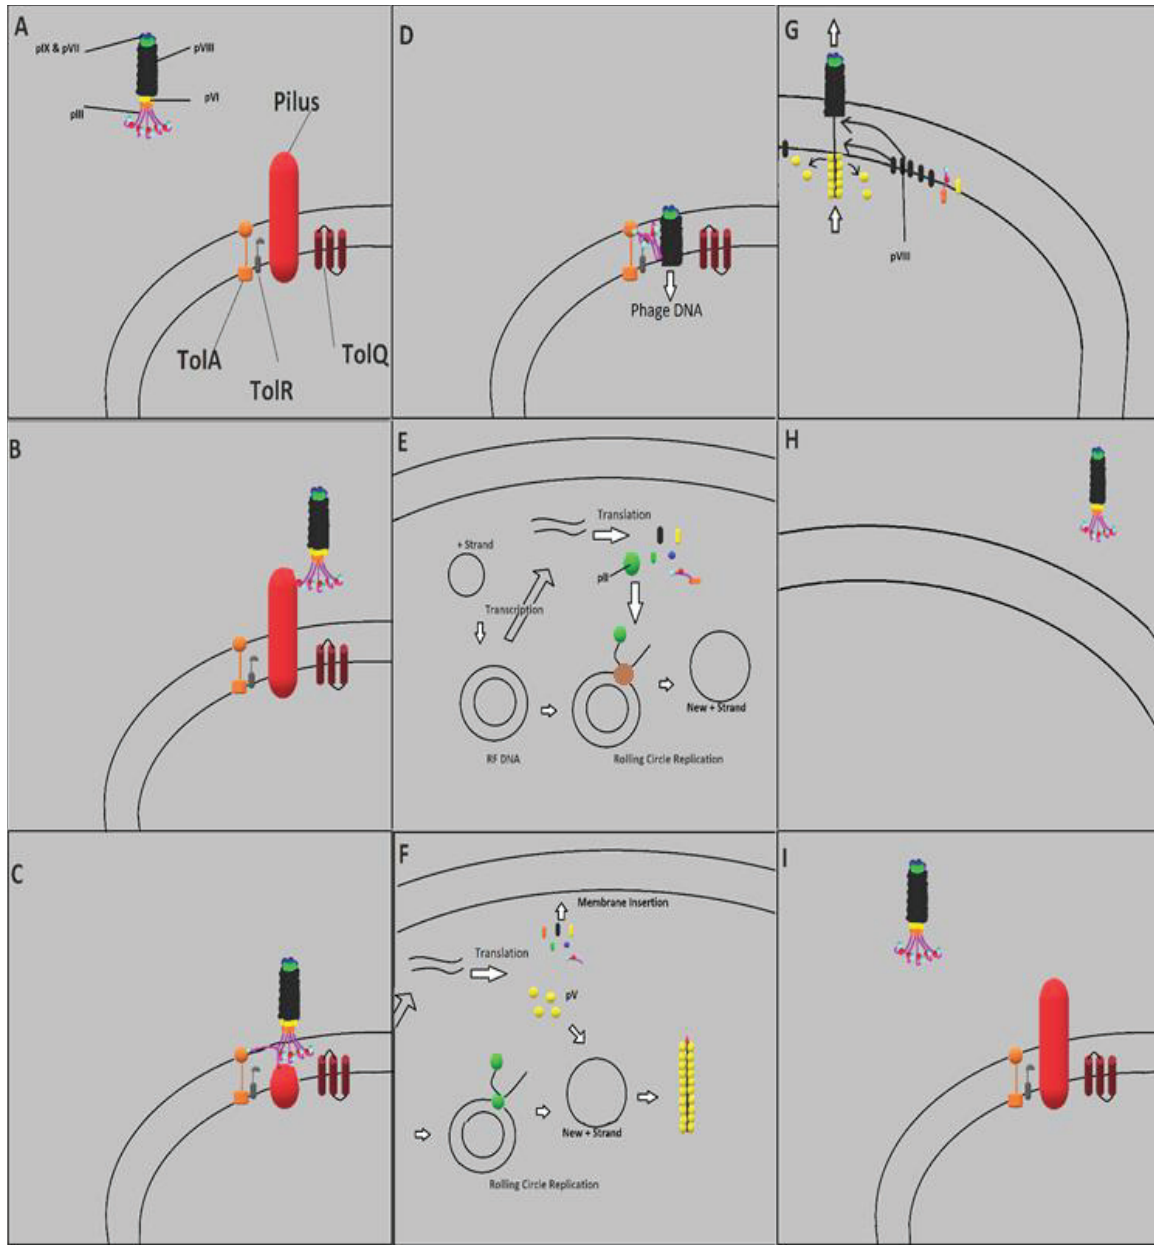 A
pIX & pVII
pVIII
pVI
pIII
Pilus
TolA
TolR
TolQ
B
C
D
Phage DNA
E
Translation
+ Strand
pII
Transcription
New + Strand
RF DNA
Rolling Circle Replication
F
Membrane Insertion
Translation
pV
New + Strand
Rolling Circle Replication
G
pVIII
H
I